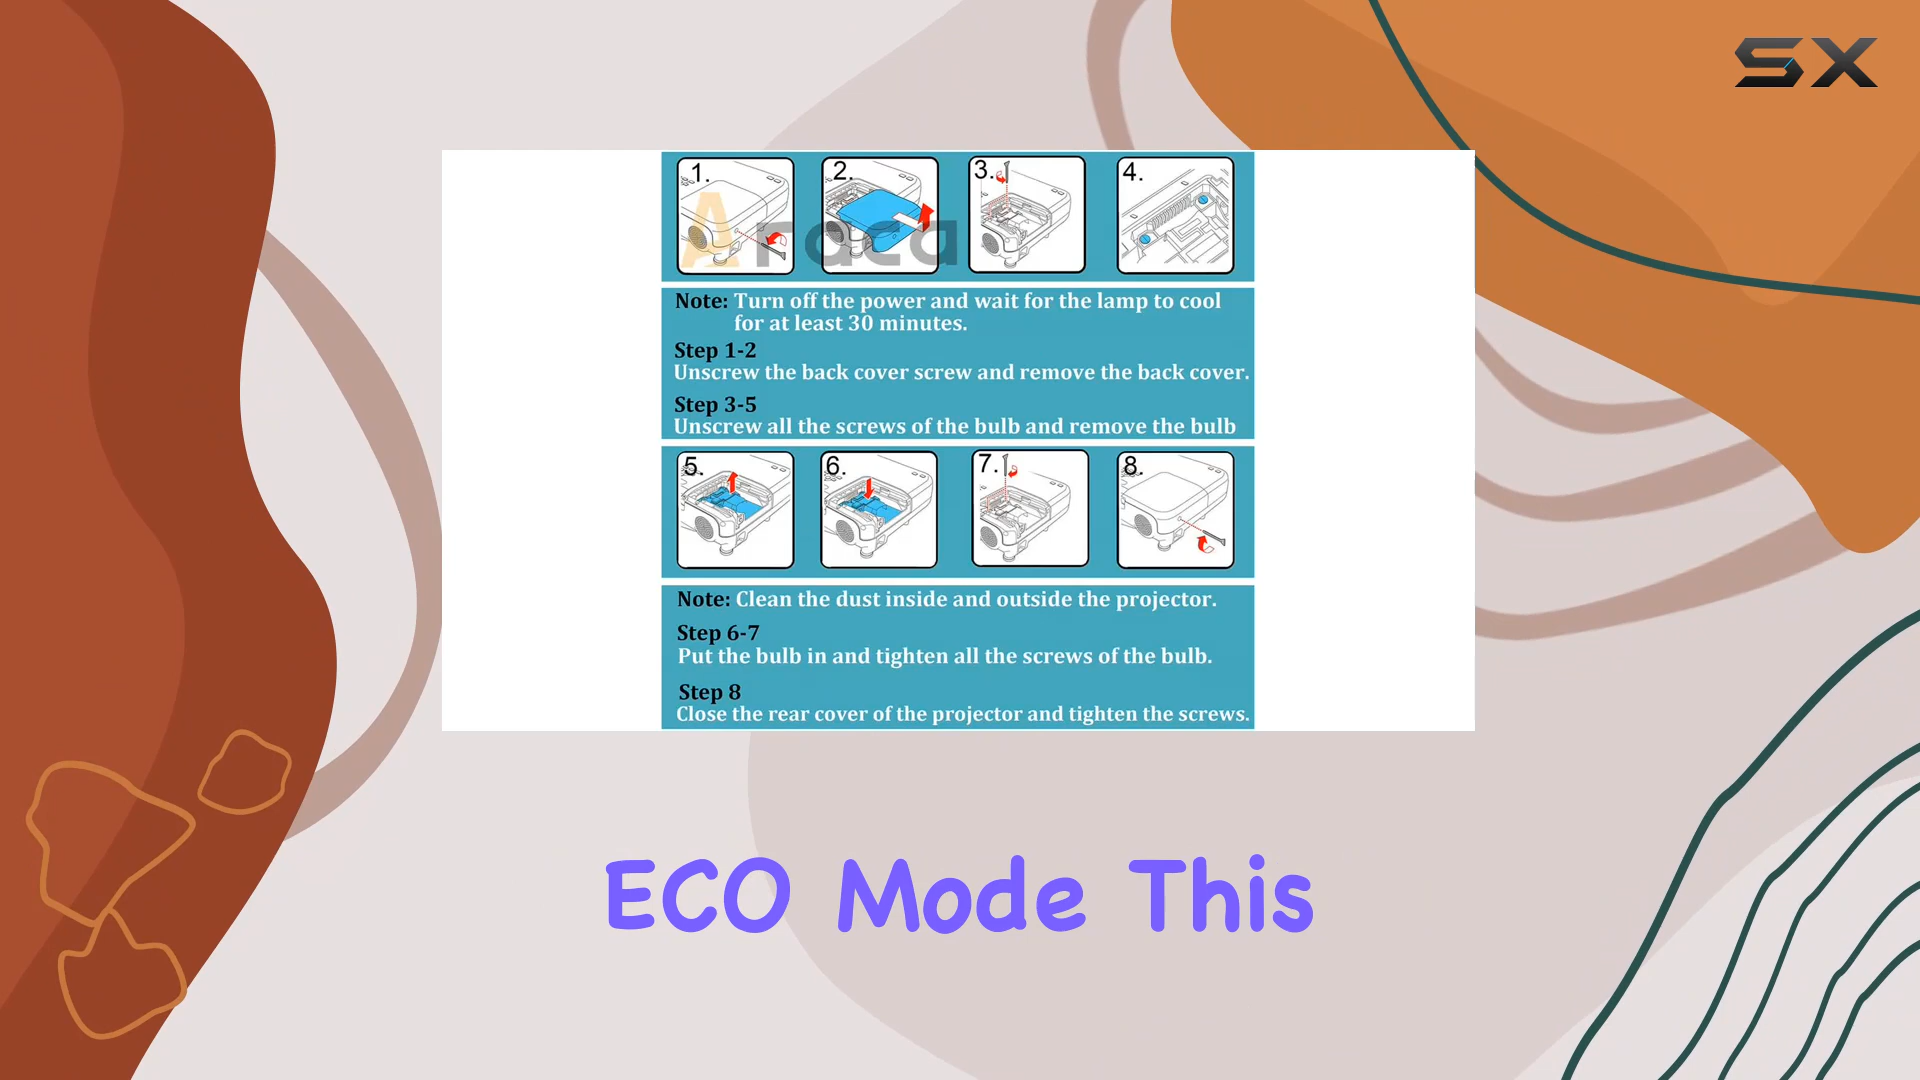 SX
1. 2. 3. 4.
Araca
Note: Turn off the power and wait for the lamp to cool
for at least 30 minutes.
Step 1-2
Unscrew the back cover screw and remove the back cover.
Step 3-5
Unscrew all the screws of the bulb and remove the bulb
5. 6. 7. 8.
Note: Clean the dust inside and outside the projector.
Step 6-7
Put the bulb in and tighten all the screws of the bulb.
Step 8
Close the rear cover of the projector and tighten the screws.
ECO Mode This